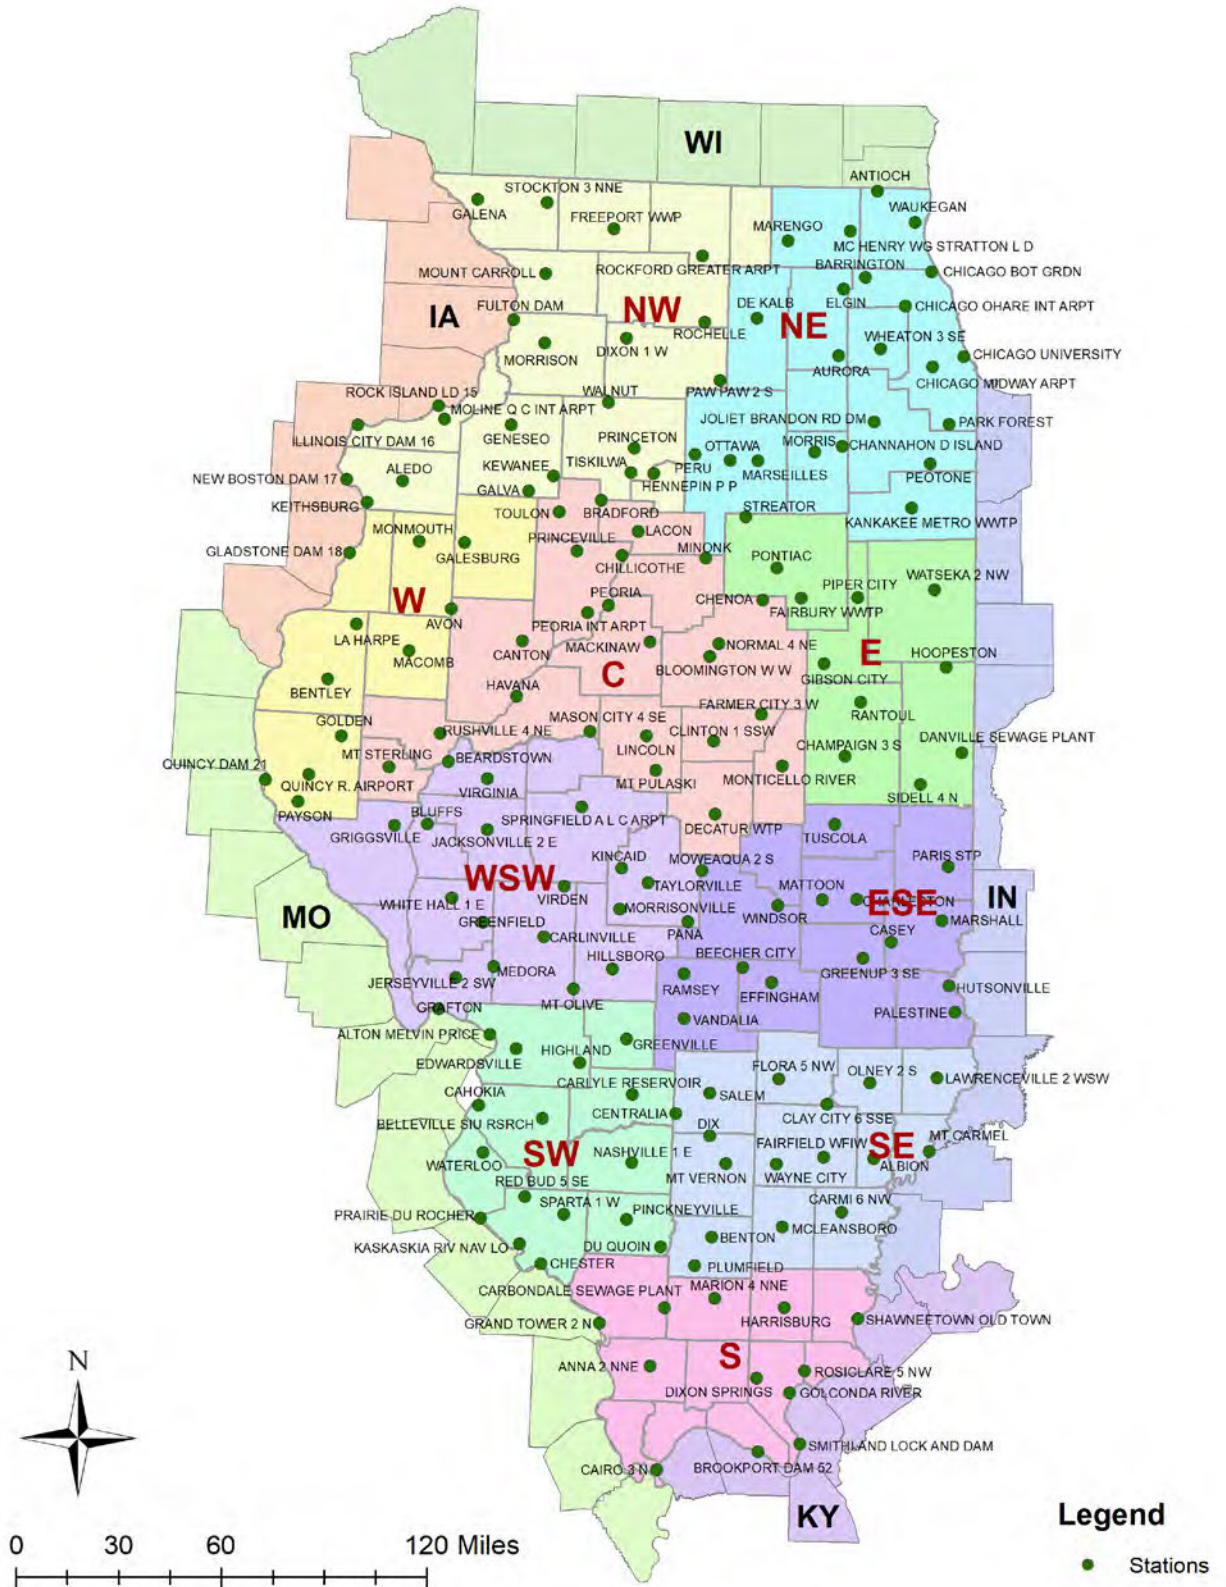 WI
ANTIOCH
STOCKTON 3 NNE
GALENA
FREEPORT WWP
WAUKEGAN
MARENGO
MC HENRY WG STRATTON L D
BARRINGTON
MOUNT CARROLL
ROCKFORD GREATER ARPT
CHICAGO BOT GRDN
FULTON DAM
NW
DE KALB
ELGIN
CHICAGO OHARE INT ARPT
IA
NE
ROCHELLE
WHEATON 3 SE
MORRISON
DIXON 1 W
CHICAGO UNIVERSITY
AURORA
CHICAGO MIDWAY ARPT
ROCK ISLAND LD 15
WALNUT
PAW PAW 2 S
MOLINE Q C INT ARPT
JOLIET BRANDON RD DM
PARK FOREST
ILLINOIS CITY DAM 16
GENESEO
PRINCETON
OTTAWA
MORRIS
CHANNAHON D ISLAND
ALEDO
KEWANEE
TISKILWA
PERU
MARSEILLES
NEW BOSTON DAM 17
HENNEPIN P P
PEOTONE
GALVA
KEITHSBURG
TOULON
BRADFORD
STREATOR
KANKAKEE METRO WWTP
MONMOUTH
LACON
PRINCEVILLE
GLADSTONE DAM 18
GALESBURG
CHILLICOTHE
MINONK
PONTIAC
WATSEKA 2 NW
PIPER CITY
W
PEORIA
CHENOA
FAIRBURY WWTP
AVON
PEORIA INT ARPT
LA HARPE
MACKINAW
NORMAL 4 NE
E
MACOMB
CANTON
BLOOMINGTON W W
HOOPESTON
C
GIBSON CITY
BENTLEY
HAVANA
FARMER CITY 3 W
RANTOUL
GOLDEN
MASON CITY 4 SE
RUSHVILLE 4 NE
CLINTON 1 SSW
DANVILLE SEWAGE PLANT
MT STERLING
LINCOLN
CHAMPAIGN 3 S
BEARDSTOWN
QUINCY DAM 21
QUINCY R. AIRPORT
MT PULASKI
MONTICELLO RIVER
VIRGINIA
SIDELL 4 N
PAYSON
BLUFFS
SPRINGFIELD A L C ARPT
DECATUR WTP
GRIGGSVILLE
JACKSONVILLE 2 E
TUSCOLA
KINCAID
MOWEAQUA 2 S
PARIS STP
WSW
TAYLORVILLE
MATTOON
IN
WHITE HALL 1 E
VIRDEN
CHARLESTON
ESE
MORRISONVILLE
WINDSOR
MO
GREENFIELD
MARSHALL
PANA
CASEY
CARLINVILLE
BEECHER CITY
HILLSBORO
MEDORA
GREENUP 3 SE
JERSEYVILLE 2 SW
RAMSEY
EFFINGHAM
HUTSONVILLE
MT OLIVE
GRAFTON
VANDALIA
PALESTINE
ALTON MELVIN PRICE
GREENVILLE
HIGHLAND
EDWARDSVILLE
FLORA 5 NW
OLNEY 2 S
LAWRENCEVILLE 2 WSW
CARLYLE RESERVOIR
CAHOKIA
SALEM
CENTRALIA
CLAY CITY 6 SSE
BELLEVILLE SIU RSRCH
DIX
MT CARMEL
SW
FAIRFIELD WFIW
SE
NASHVILLE 1 E
WATERLOO
ALBION
MT VERNON
WAYNE CITY
RED BUD 5 SE
SPARTA 1 W
CARMI 6 NW
PRAIRIE DU ROCHER
PINCKNEYVILLE
MCLEANSBORO
BENTON
KASKASKIA RIV NAV LO
DU QUOIN
CHESTER
PLUMFIELD
CARBONDALE SEWAGE PLANT
MARION 4 NNE
GRAND TOWER 2 N
HARRISBURG
SHAWNEETOWN OLD TOWN
S
N
ANNA 2 NNE
ROSICLARE 5 NW
DIXON SPRINGS
GOLCONDA RIVER
SMITHLAND LOCK AND DAM
CAIRO 3 N
BROOKPORT DAM 52
KY
Legend
0 30 60 120 Miles
Stations